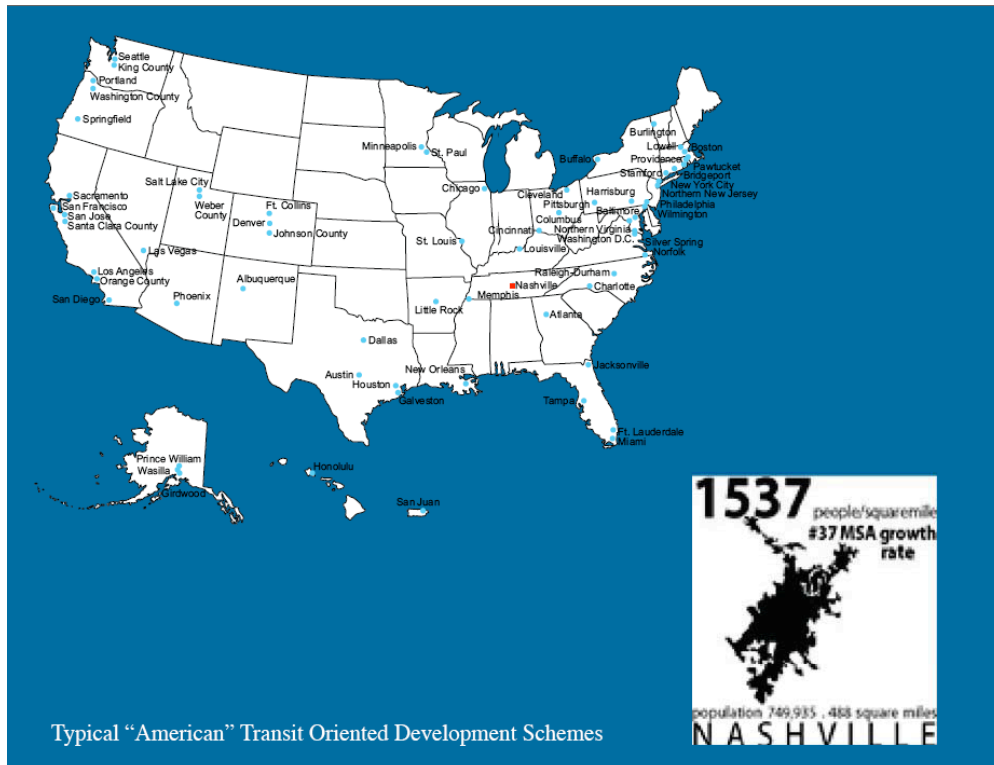 Seattle
King County
Portland
Washington County
Springfield
Minneapolis
St. Paul
Burlington
Lowell
Boston
Buffalo
Providence
Pawtucket
Stamford
Bridgeport
New York City
Northern New Jersey
Chicago
Cleveland
Harrisburg
Pittsburgh
Philadelphia
Baltimore
Wilmington
Columbus
Salt Lake City
Weber
County
Ft. Collins
Denver
Johnson County
Sacramento
San Francisco
San Jose
Santa Clara County
Cincinnati
Northern Virginia
Washington D.C.
Silver Spring
Norfolk
St. Louis
Louisville
Las Vegas
Los Angeles
Orange County
San Diego
Phoenix
Albuquerque
Raleigh-Durham
Nashville
Charlotte
Memphis
Little Rock
Atlanta
Dallas
Austin
Houston
Galveston
New Orleans
Jacksonville
Tampa
Ft. Lauderdale
Miami
Prince William
Wasilla
Girdwood
Honolulu
San Juan
1537 people/squaremile
#37 MSA growth
rate
population 749,935 . 488 square miles
NASHVILLE
Typical “American” Transit Oriented Development Schemes